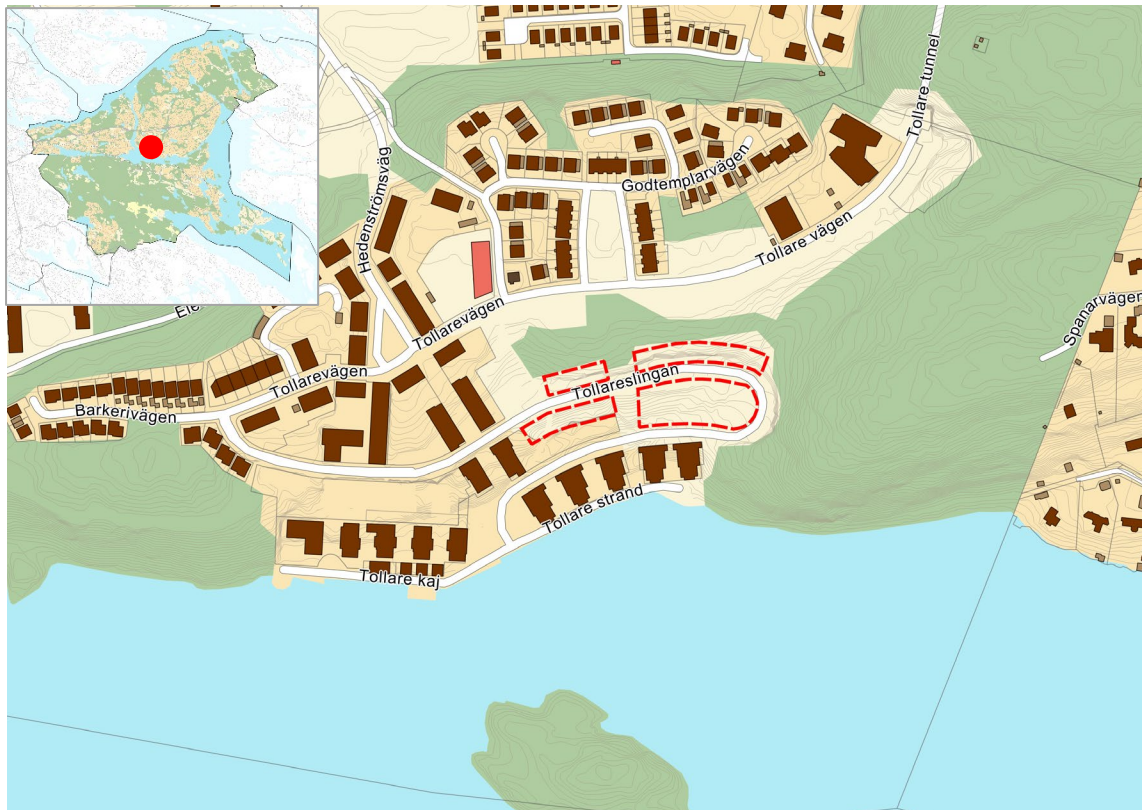 Tollare tunnel
Godtemplarvägen
Hedenströmsväg
Tollare vägen
Spanarvägen
Tollarevägen
Tollarevägen
Tollareslingan
Barkerivägen
Tollare strand
Tollare kaj